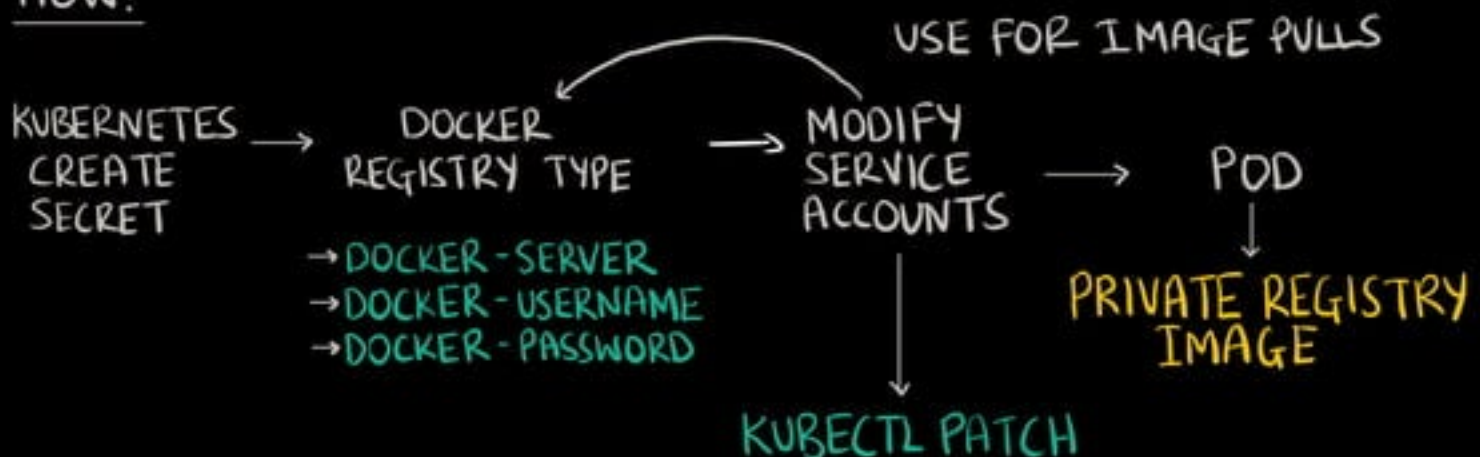 HOW?
USE FOR IMAGE PULLS
KUBERNETES
CREATE
SECRET
DOCKER
REGISTRY TYPE
→ DOCKER-SERVER
→ DOCKER-USERNAME
→ DOCKER-PASSWORD
MODIFY
SERVICE
ACCOUNTS
KUBECTL PATCH
POD
PRIVATE REGISTRY
IMAGE